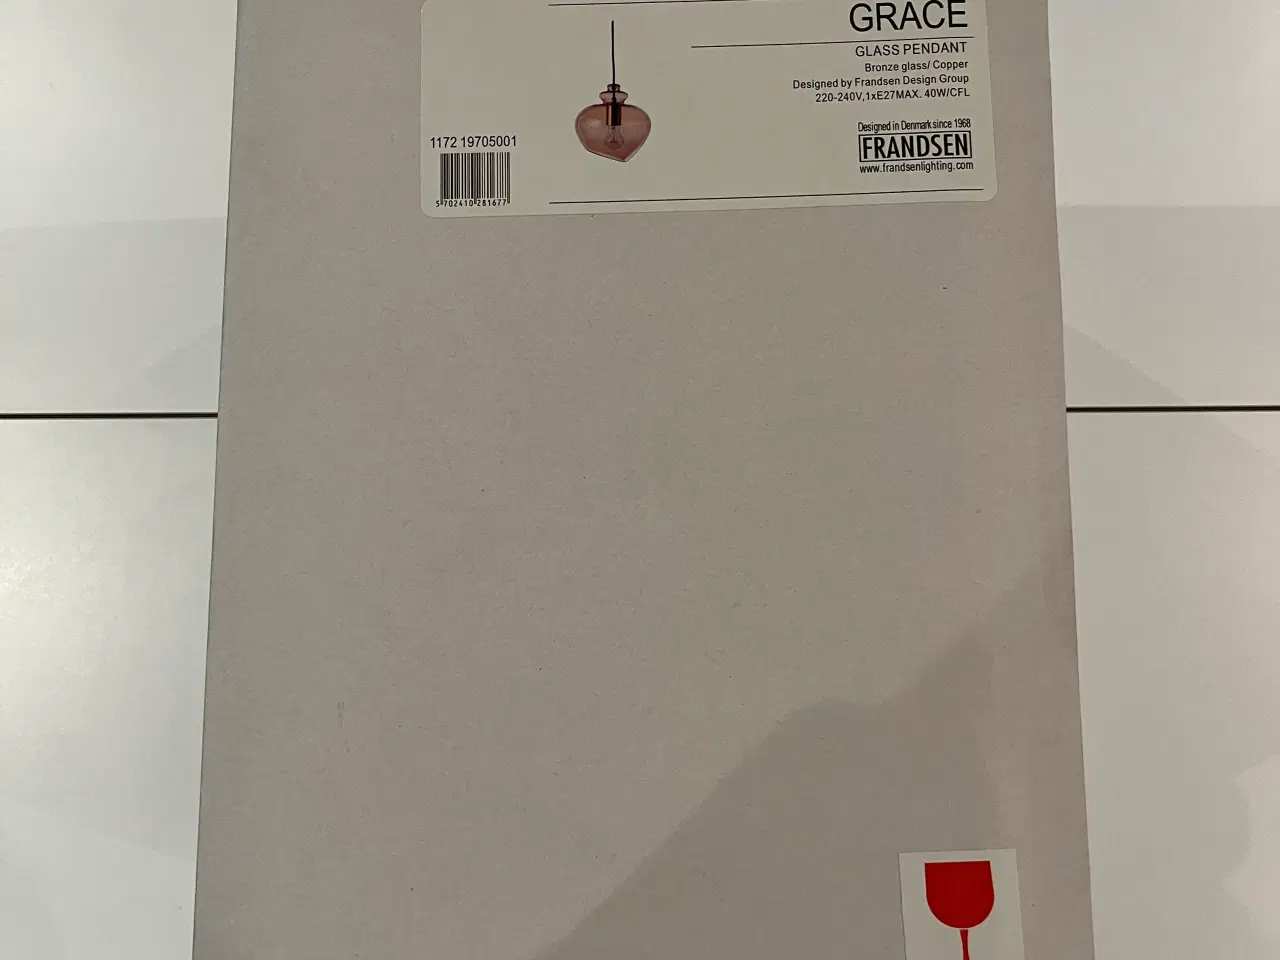 GRACE
GLASS PENDANT
Bronze glass/ Copper
Designed by Frandsen Design Group
220-240V,1xE27MAX. 40W/CFL
Designed in Denmark since 1968
FRANDSEN
www.frandsenlighting.com
1172 19705001
5 702410 281677